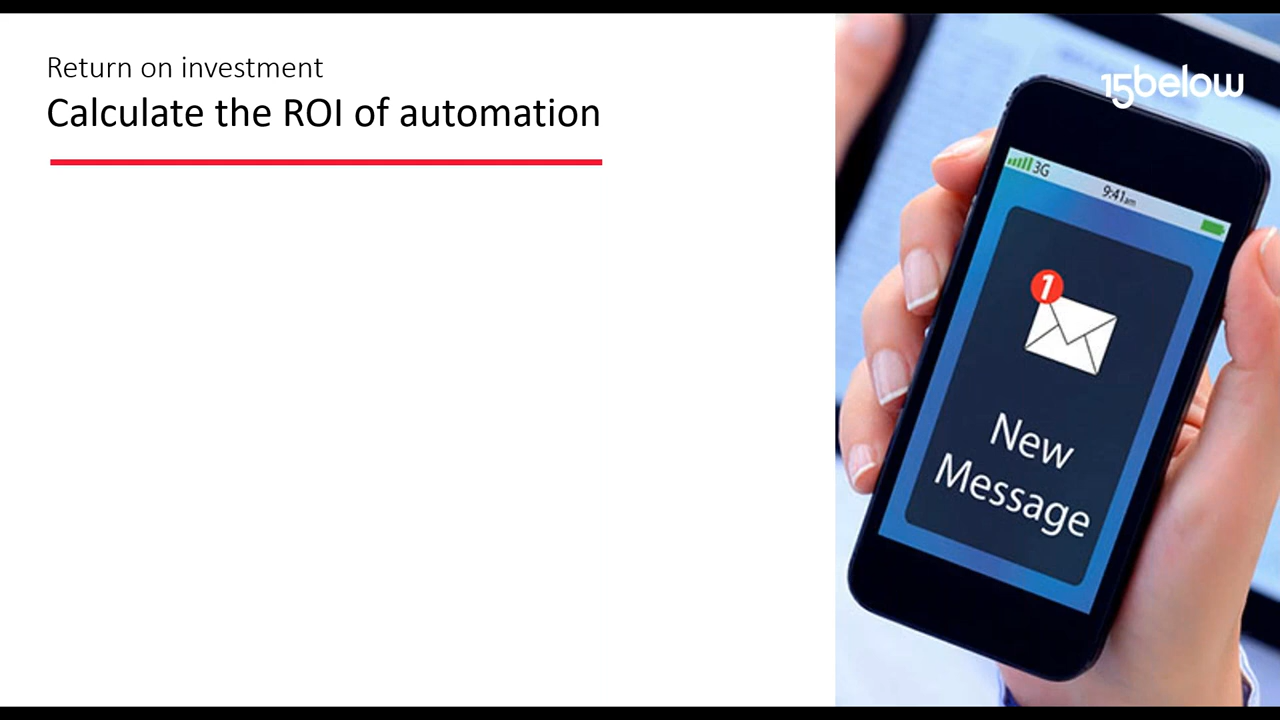 Return on investment
Calculate the ROI of automation
15below
3G
9:41am
1
New
Message